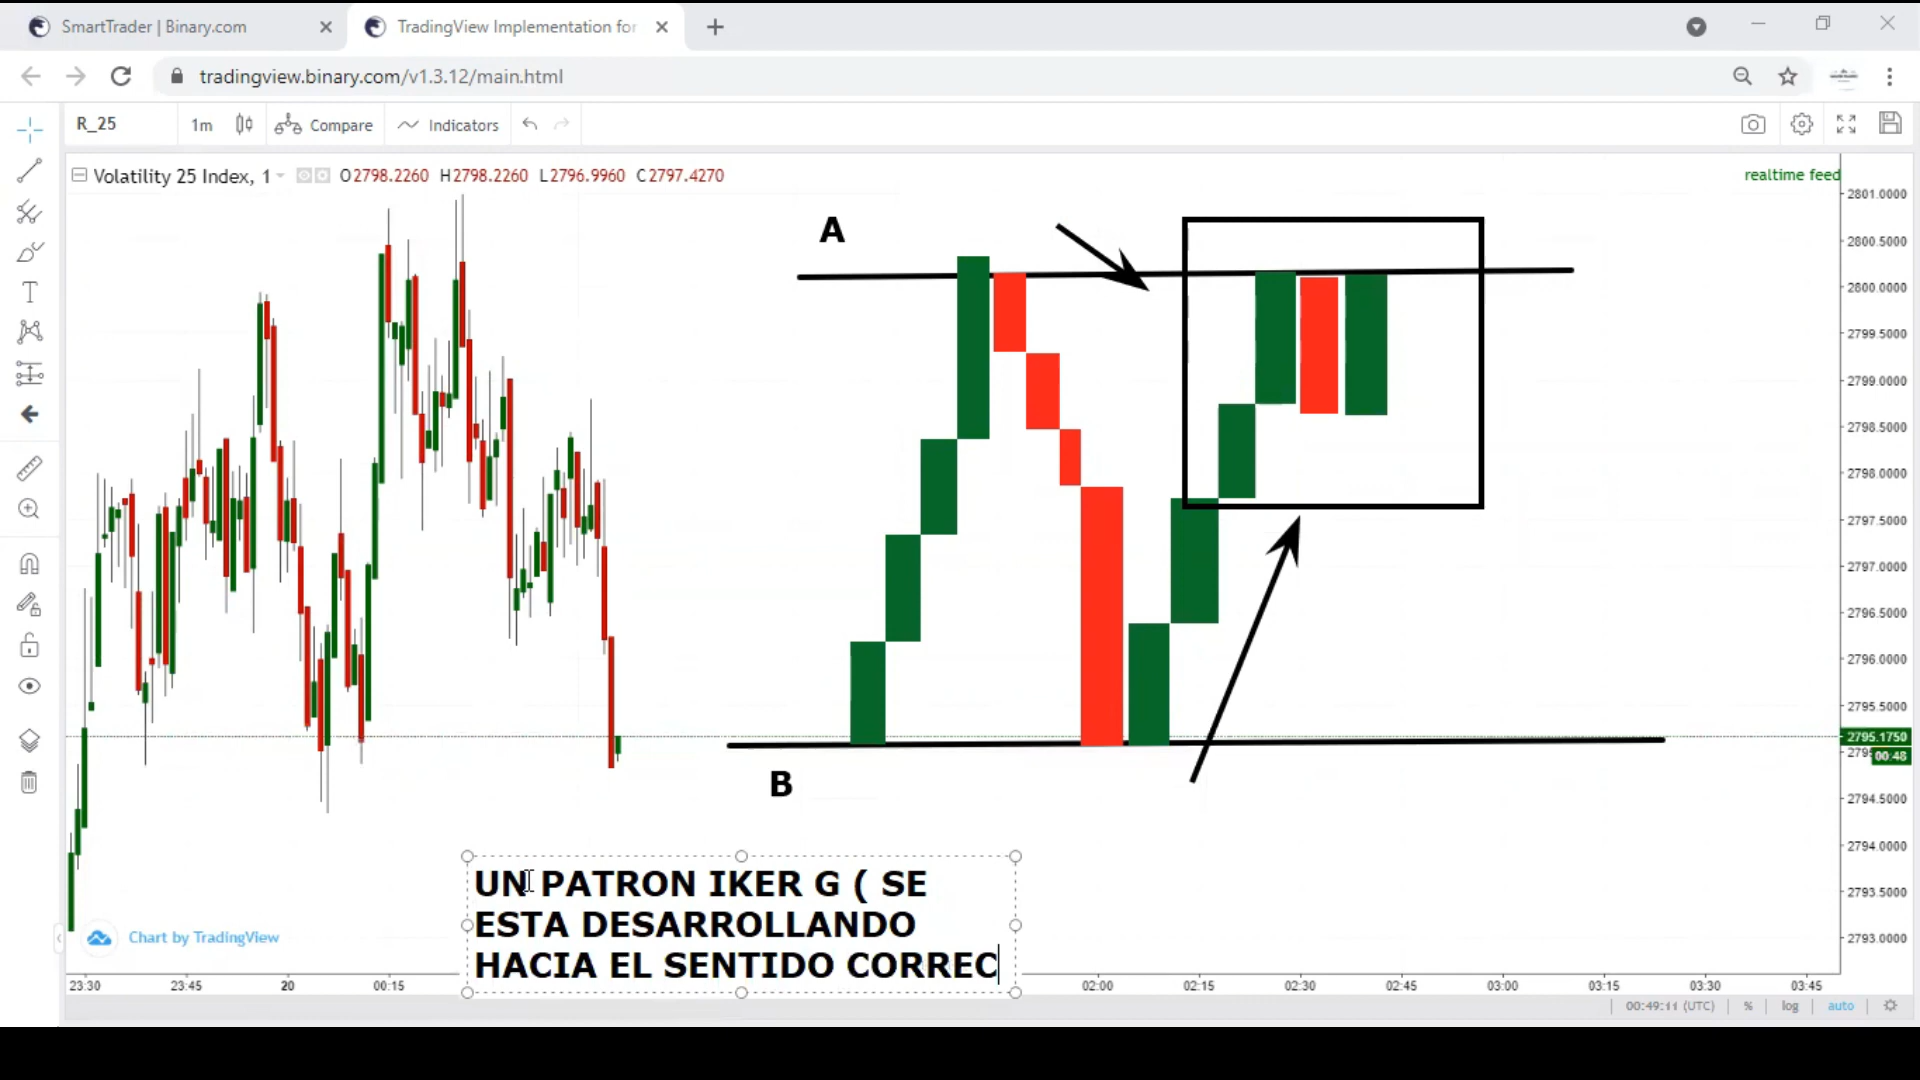 SmartTrader | Binary.com
TradingView Implementation for
tradingview.binary.com/v1.3.12/main.html
R_25
1m
Compare
Indicators
Volatility 25 Index, 1
O2798.2260 H2798.2260 L2796.9960 C2797.4270
realtime feed
A
B
2801.0000
2800.5000
2800.0000
2799.5000
2799.0000
2798.5000
2798.0000
2797.5000
2797.0000
2796.5000
2796.0000
2795.5000
2795.1750
00:48
2794.5000
2794.0000
2793.5000
2793.0000
UN PATRON IKER G ( SE
ESTA DESARROLLANDO
HACIA EL SENTIDO CORREC
Chart by TradingView
23:30 23:45 20 00:15 02:00 02:15 02:30 02:45 03:00 03:15 03:30 03:45
00:49:11 (UTC) % log auto